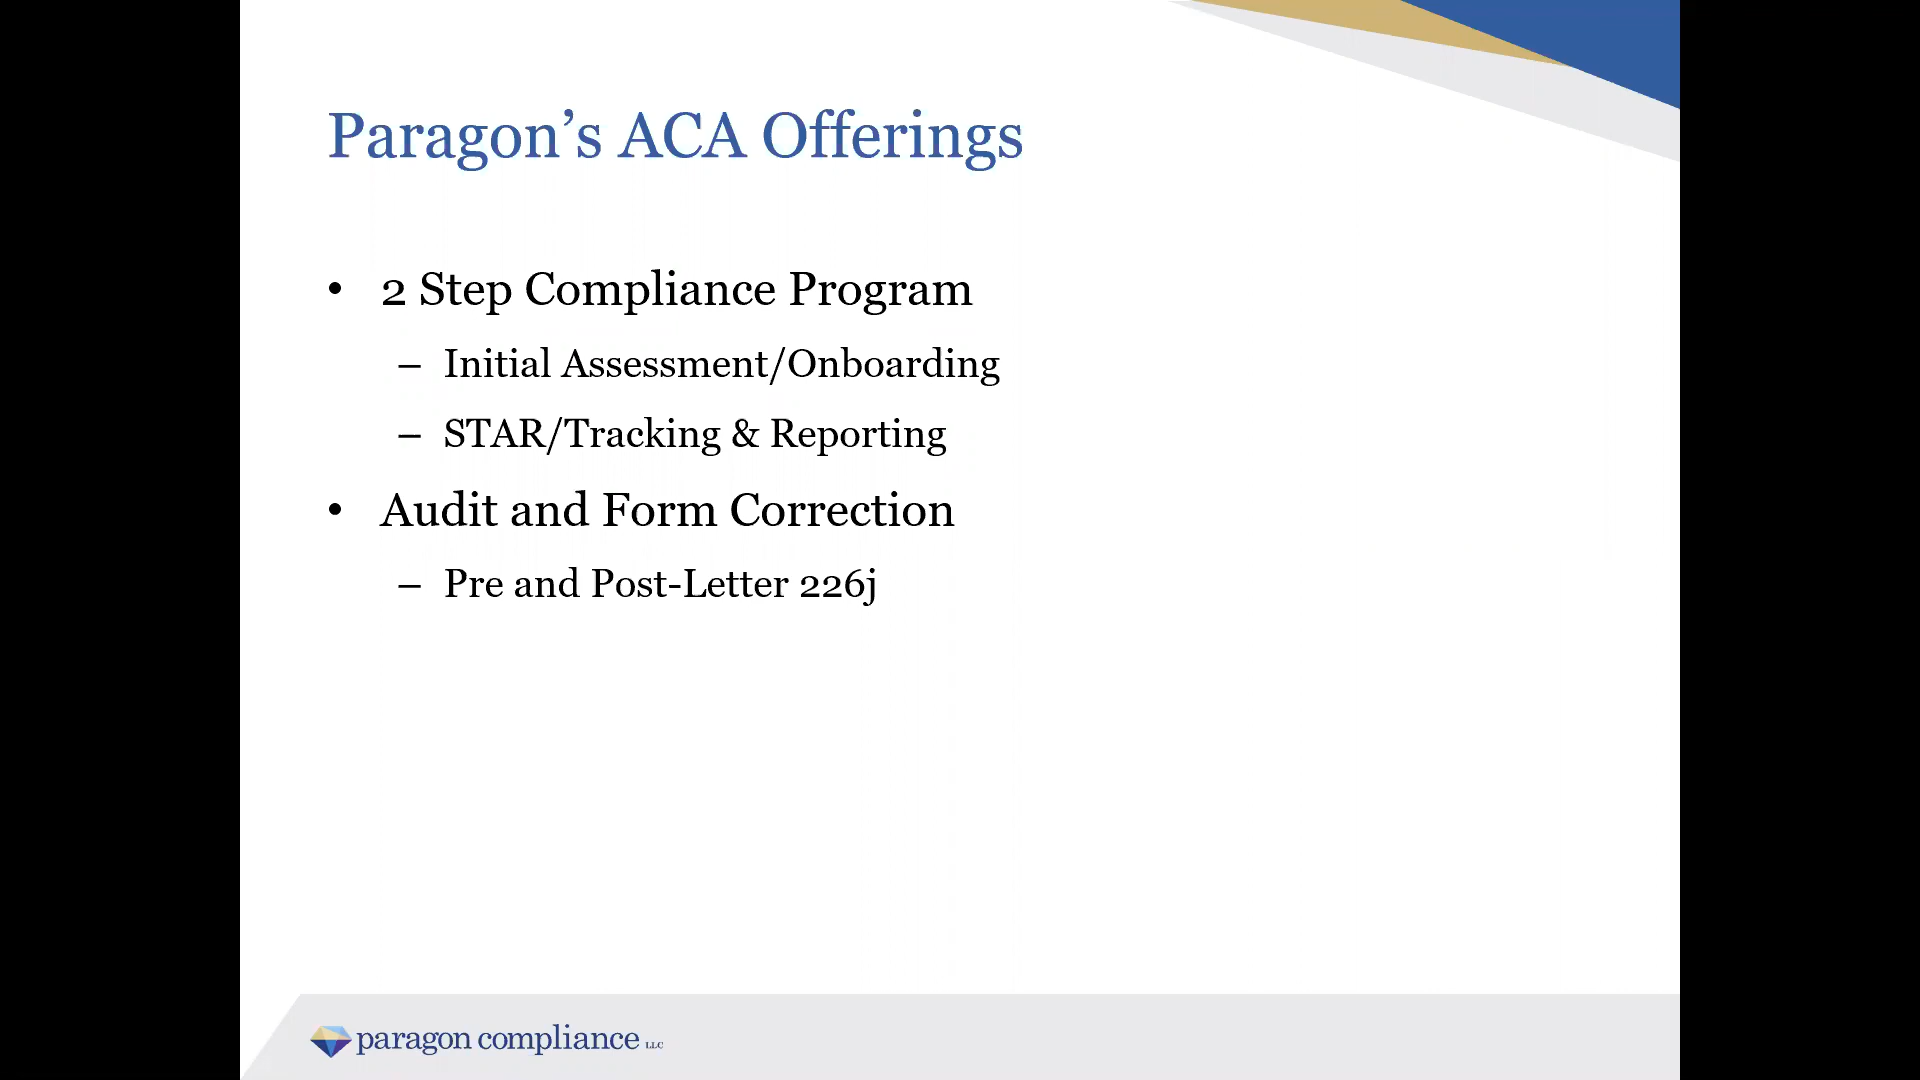 Paragon’s ACA Offerings
• 2 Step Compliance Program
– Initial Assessment/Onboarding
– STAR/Tracking & Reporting
• Audit and Form Correction
– Pre and Post-Letter 226j
paragon compliance LLC